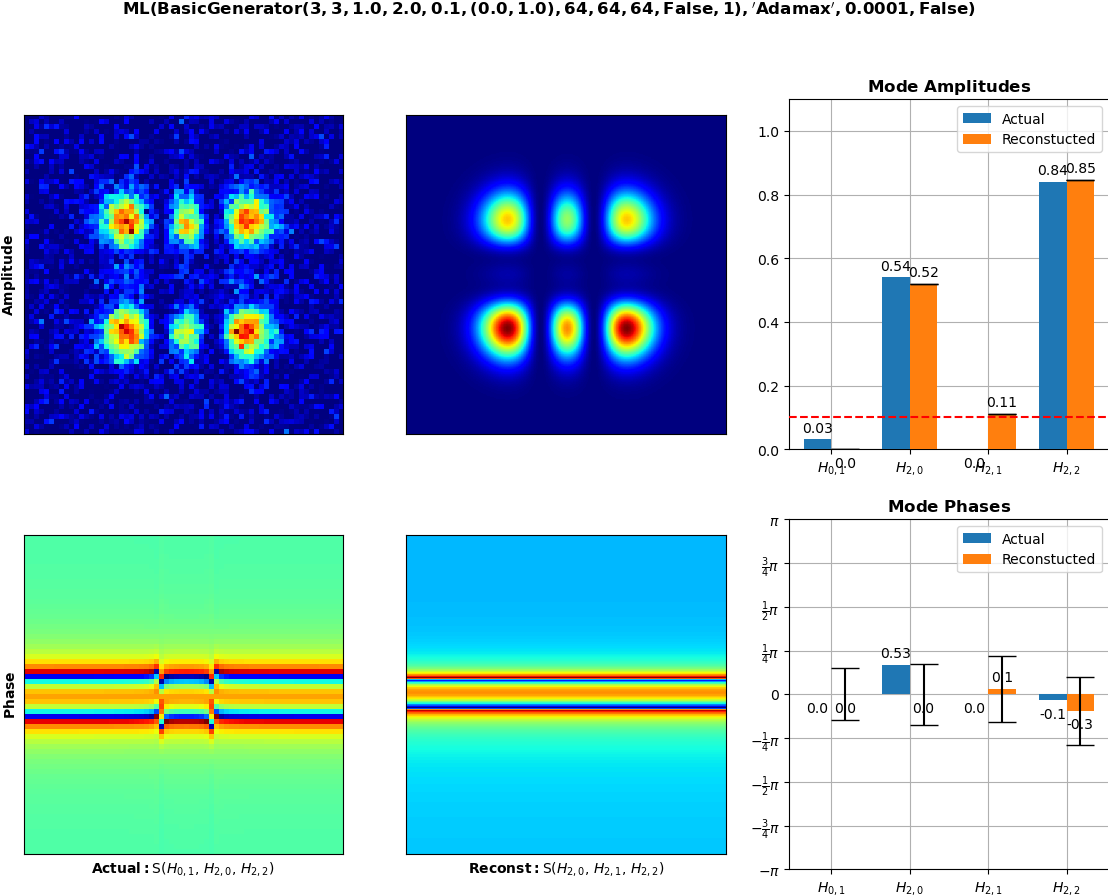 ML(BasicGenerator(3, 3, 1.0, 2.0, 0.1, (0.0, 1.0), 64, 64, 64, False, 1), ′Adamax′, 0.0001, False)
Mode Amplitudes
Actual
Reconstucted
1.0
0.8
0.6
0.4
0.2
0.0
0.03
0.0
0.54
0.52
0.0
0.11
0.84
0.85
H0,1
H2,0
H2,1
H2,2
Amplitude
Mode Phases
Actual
Reconstucted
π
3/4π
1/2π
1/4π
0
−1/4π
−1/2π
−3/4π
−π
0.0
0.0
0.53
0.0
0.0
0.1
-0.1
-0.3
H0,1
H2,0
H2,1
H2,2
Phase
Actual: S(H0,1, H2,0, H2,2)
Reconst: S(H2,0, H2,1, H2,2)